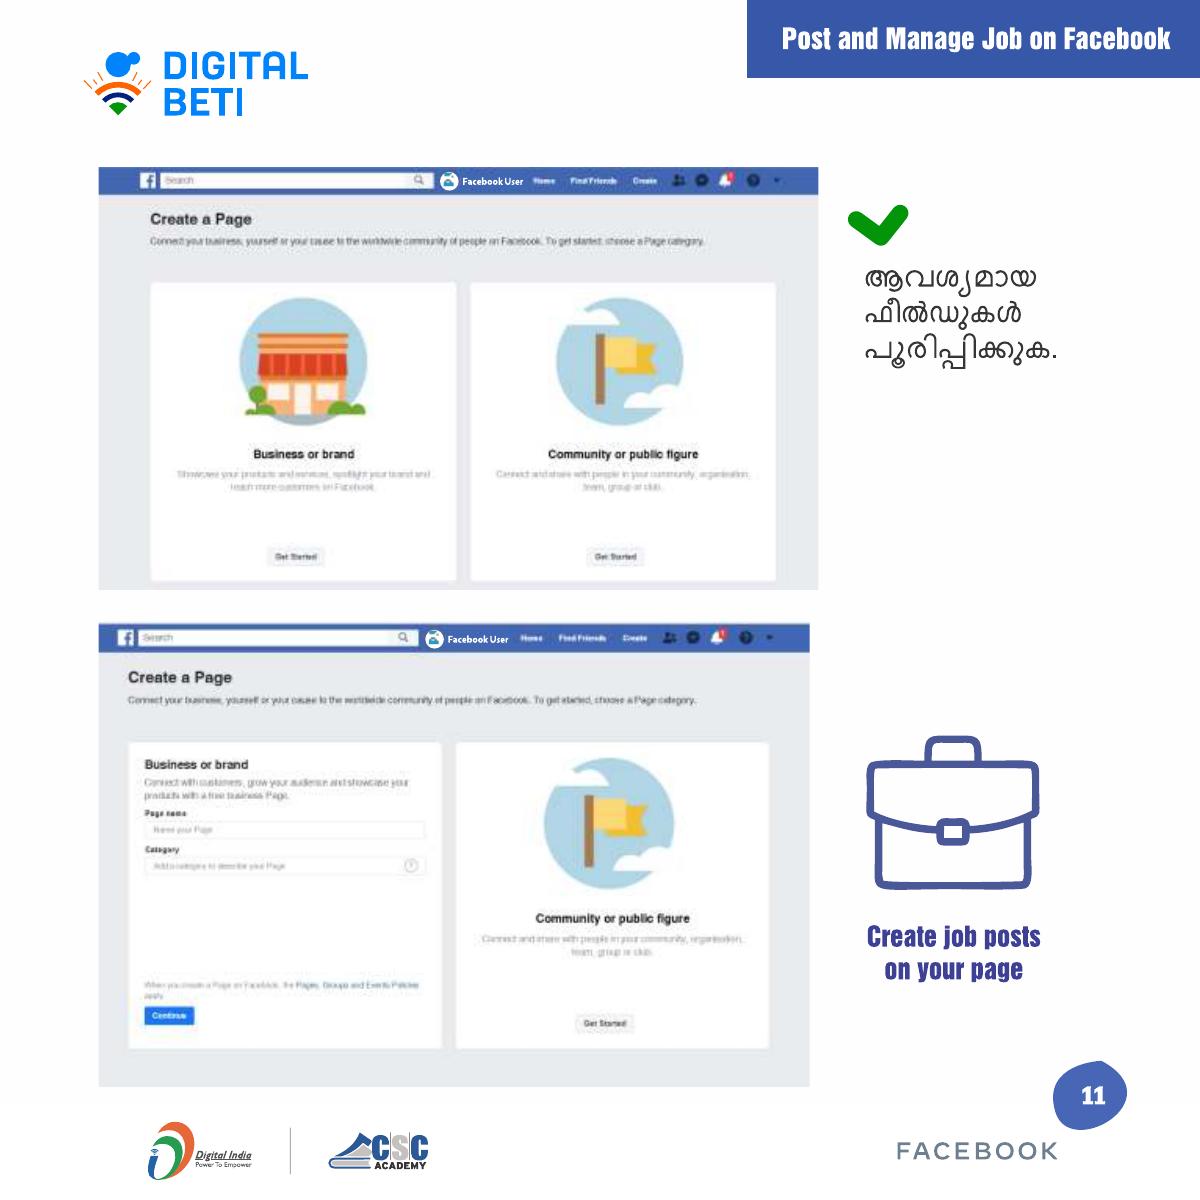 Post and Manage Job on Facebook
DIGITAL
BETI
Search
Facebook User
Home
Find Friends
Create
Create a Page
Connect your business, yourself or your cause to the worldwide community of people on Facebook. To get started, choose a Page category.
Business or brand
Showcase your products and services, spotlight your brand and
reach more customers on Facebook.
Get Started
Community or public figure
Connect and share with people in your community, organisation,
team, group or club.
Get Started
ആവശ്യമായ
ഫീൽഡുകൾ
പൂരിപ്പിക്കുക.
Search
Facebook User
Home
Find Friends
Create
Create a Page
Connect your business, yourself or your cause to the worldwide community of people on Facebook. To get started, choose a Page category.
Business or brand
Connect with customers, grow your audience and showcase your
products with a free business Page.
Page name
Name your Page
Category
Add a category to describe your Page
When you create a Page on Facebook, the Pages, Groups and Events Policies
apply.
Continue
Community or public figure
Connect and share with people in your community, organisation,
team, group or club.
Get Started
Create job posts
on your page
11
Digital India
Power To Empower
CSC
ACADEMY
FACEBOOK